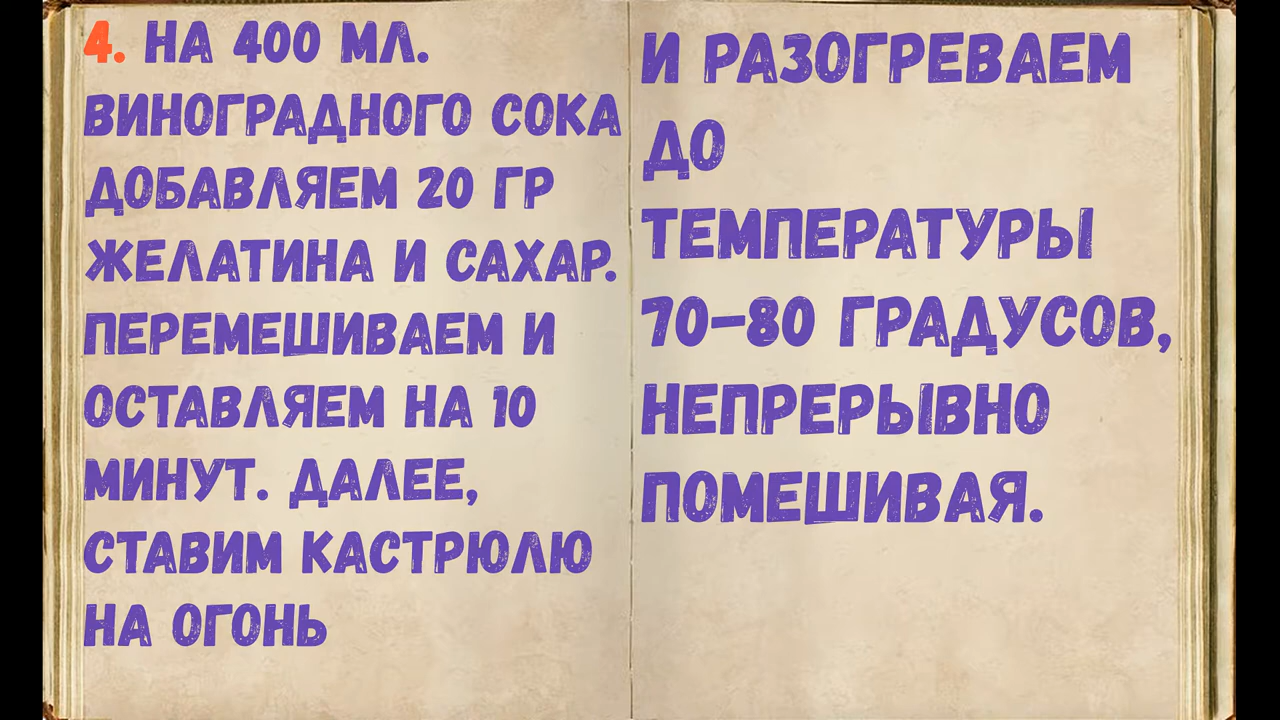 4. НА 400 МЛ.
ВИНОГРАДНОГО СОКА
ДОБАВЛЯЕМ 20 ГР
ЖЕЛАТИНА И САХАР.
ПЕРЕМЕШИВАЕМ И
ОСТАВЛЯЕМ НА 10
МИНУТ. ДАЛЕЕ,
СТАВИМ КАСТРЮЛЮ
НА ОГОНЬ
И РАЗОГРЕВАЕМ
ДО
ТЕМПЕРАТУРЫ
70-80 ГРАДУСОВ,
НЕПРЕРЫВНО
ПОМЕШИВАЯ.